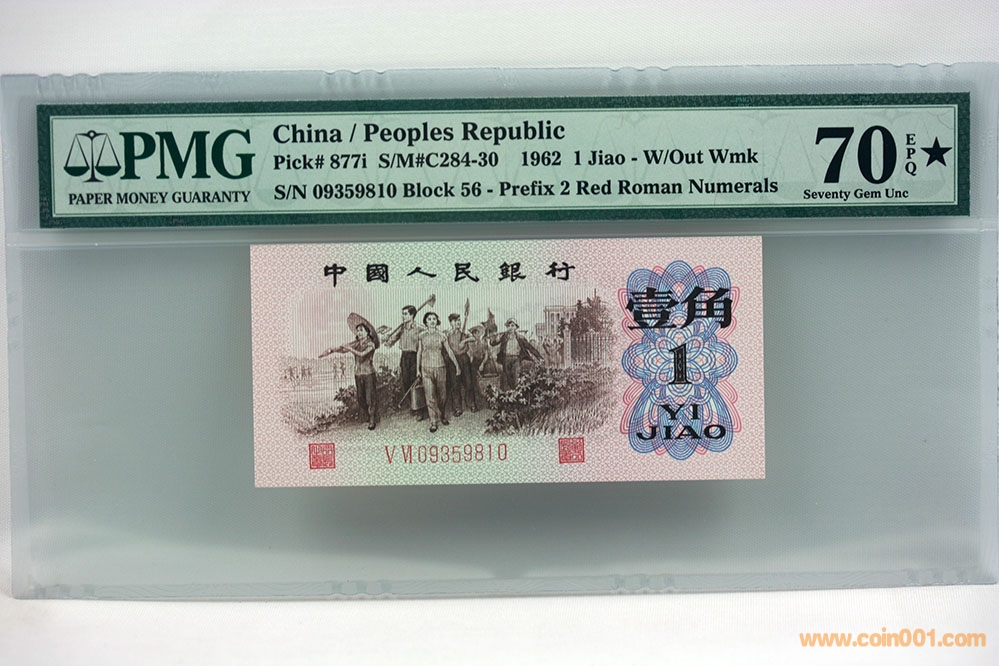 PMG
PAPER MONEY GUARANTY
China / Peoples Republic
Pick# 877i S/M#C284-30 1962 1 Jiao - W/Out Wmk
S/N 09359810 Block 56 - Prefix 2 Red Roman Numerals
70 EPQ★
Seventy Gem Unc
中國人民銀行
壹角
1
YI
JIAO
V VI 09359810
www.coin001.com